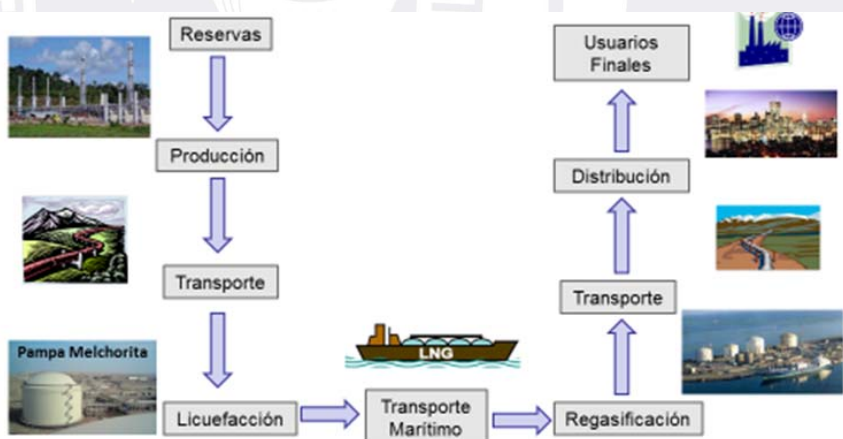 Reservas
Producción
Transporte
Pampa Melchorita
Licuefacción
LNG
Transporte
Marítimo
Regasificación
Transporte
Distribución
Usuarios
Finales